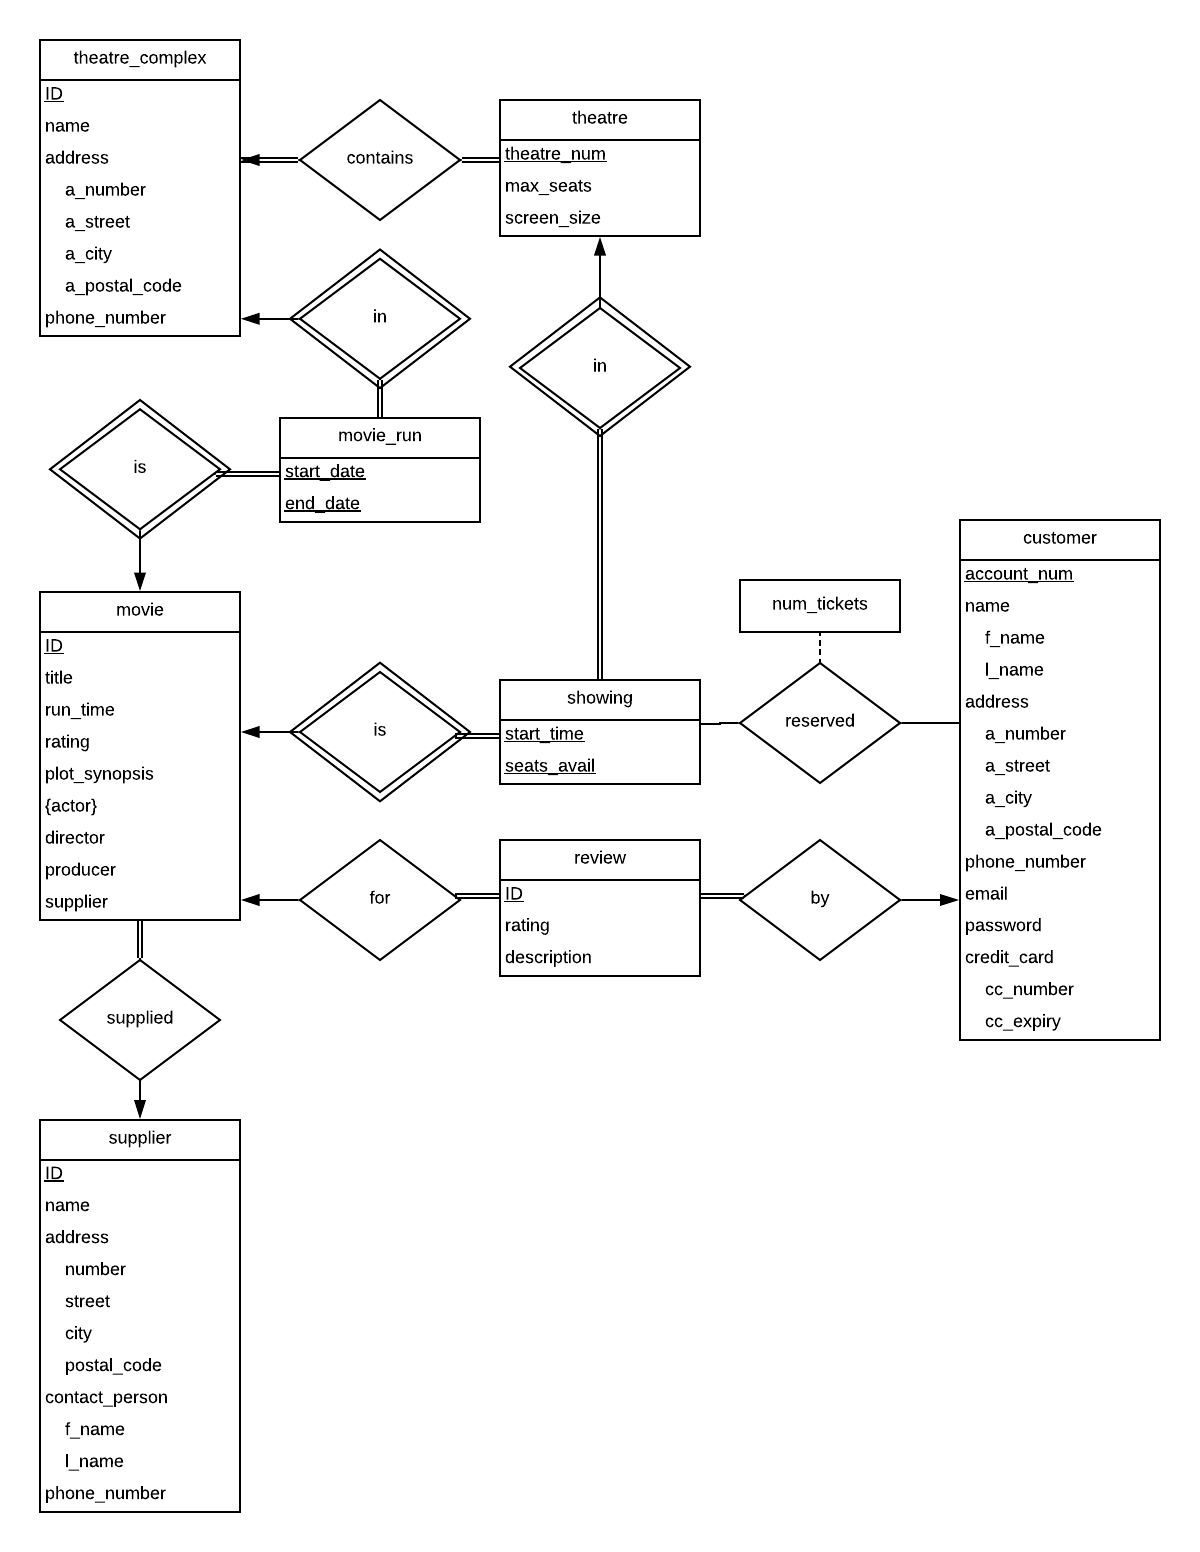 theatre_complex
ID
name
address
a_number
a_street
a_city
a_postal_code
phone_number
contains
theatre
theatre_num
max_seats
screen_size
in
in
is
movie_run
start_date
end_date
movie
ID
title
run_time
rating
plot_synopsis
{actor}
director
producer
supplier
is
showing
start_time
seats_avail
num_tickets
reserved
customer
account_num
name
f_name
l_name
address
a_number
a_street
a_city
a_postal_code
phone_number
email
password
credit_card
cc_number
cc_expiry
for
review
ID
rating
description
by
supplied
supplier
ID
name
address
number
street
city
postal_code
contact_person
f_name
l_name
phone_number